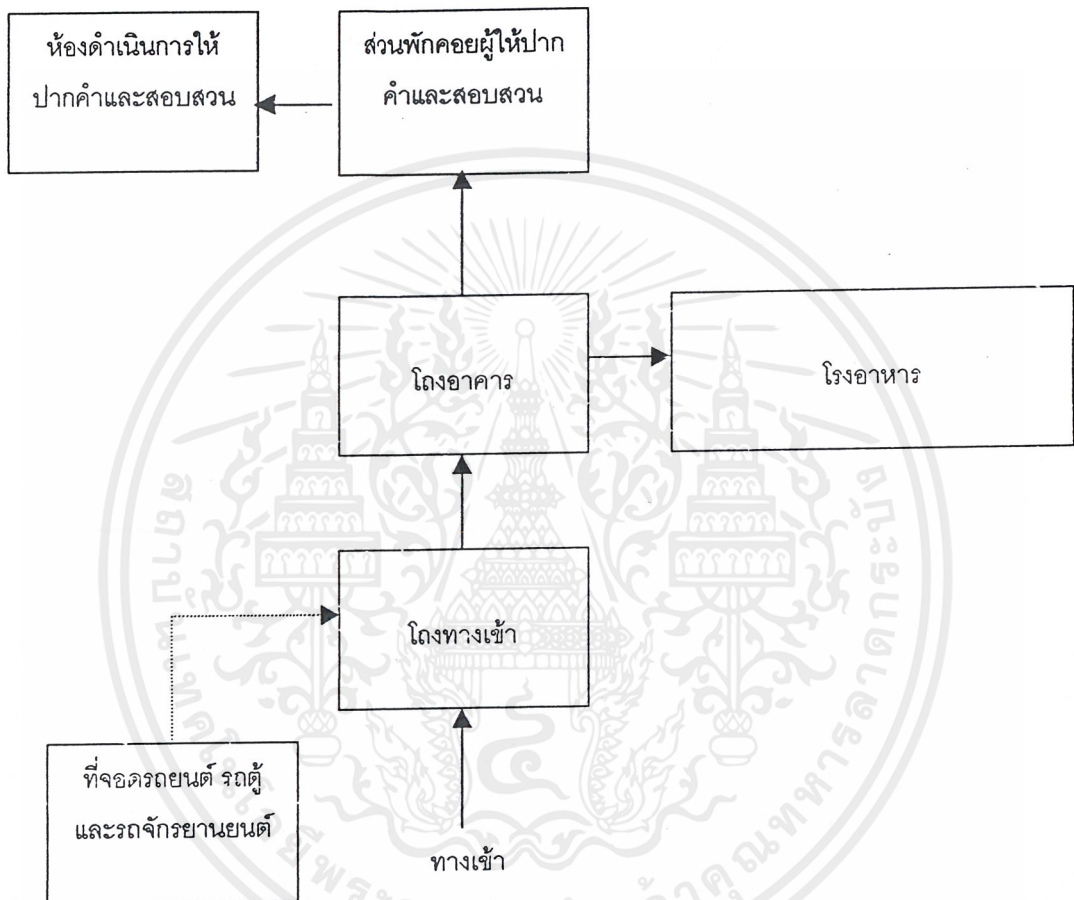 ห้องดำเนินการให้
ปากคำและสอบสวน
ส่วนพักคอยผู้ให้ปาก
คำและสอบสวน
โถงอาคาร
โรงอาหาร
โถงทางเข้า
ที่จอดรถยนต์ รถตู้
และรถจักรยานยนต์
ทางเข้า